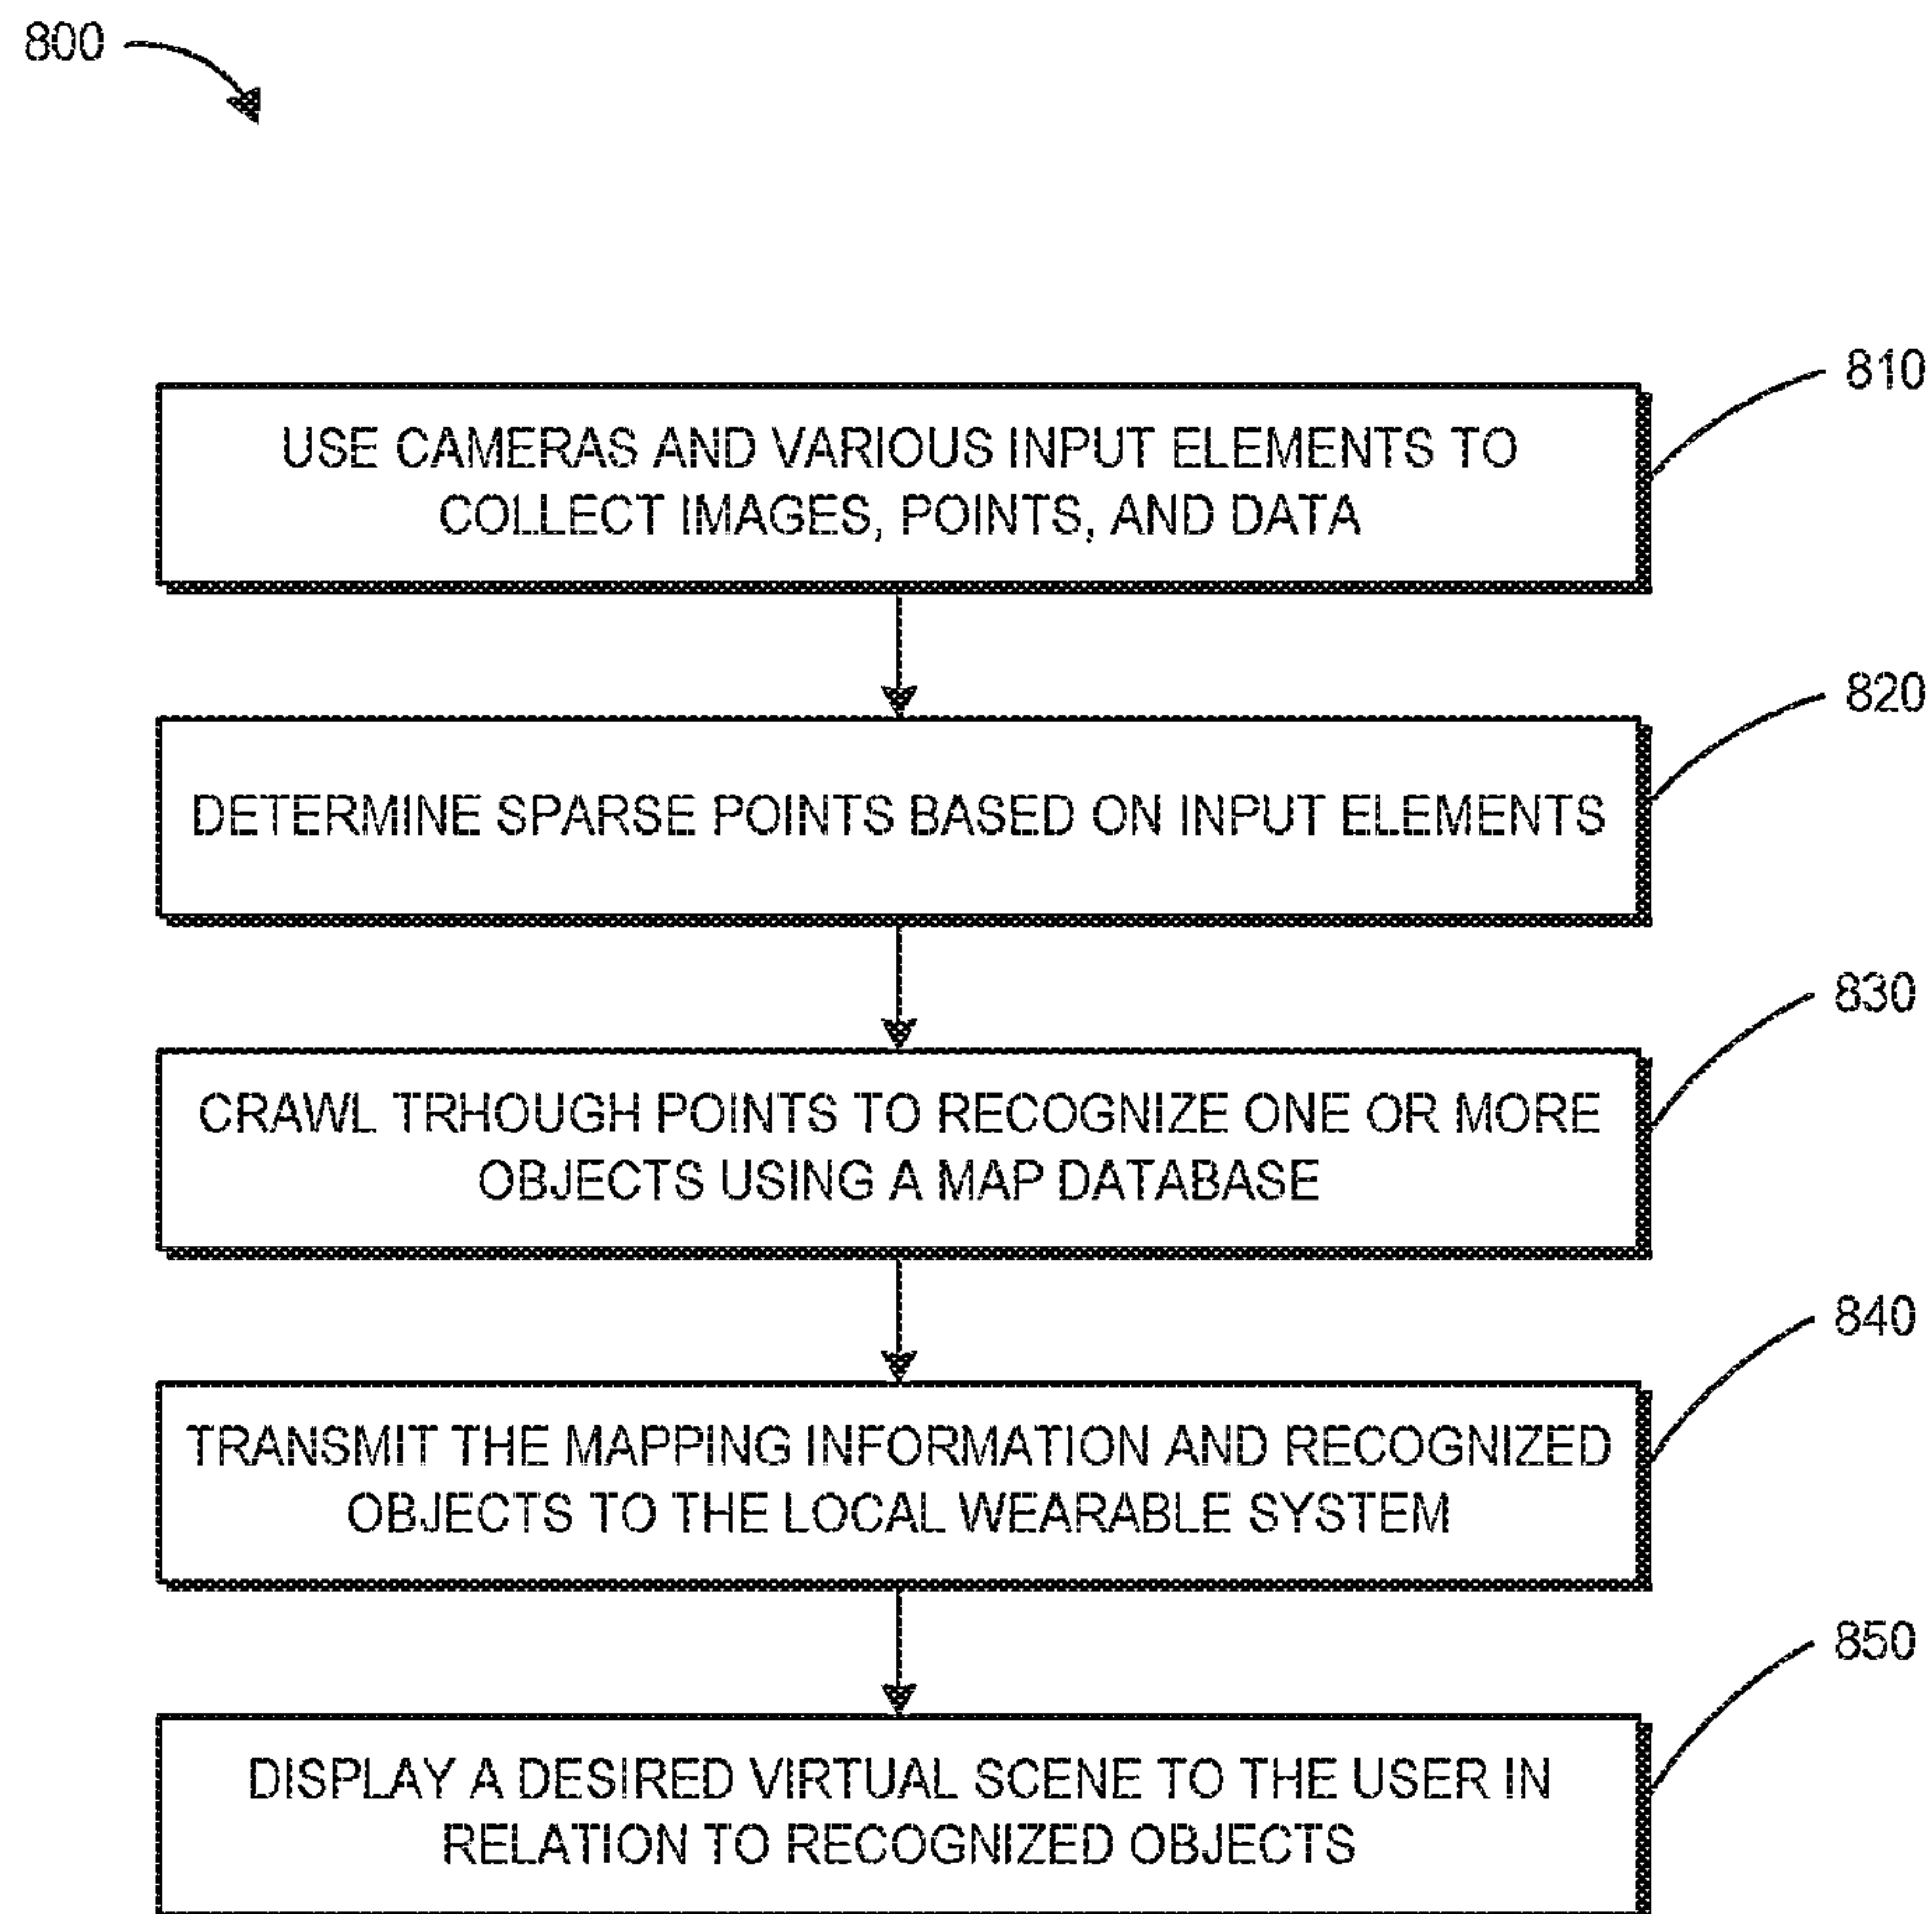 800
810
USE CAMERAS AND VARIOUS INPUT ELEMENTS TO
COLLECT IMAGES, POINTS, AND DATA
820
DETERMINE SPARSE POINTS BASED ON INPUT ELEMENTS
830
CRAWL TRHOUGH POINTS TO RECOGNIZE ONE OR MORE
OBJECTS USING A MAP DATABASE
840
TRANSMIT THE MAPPING INFORMATION AND RECOGNIZED
OBJECTS TO THE LOCAL WEARABLE SYSTEM
850
DISPLAY A DESIRED VIRTUAL SCENE TO THE USER IN
RELATION TO RECOGNIZED OBJECTS